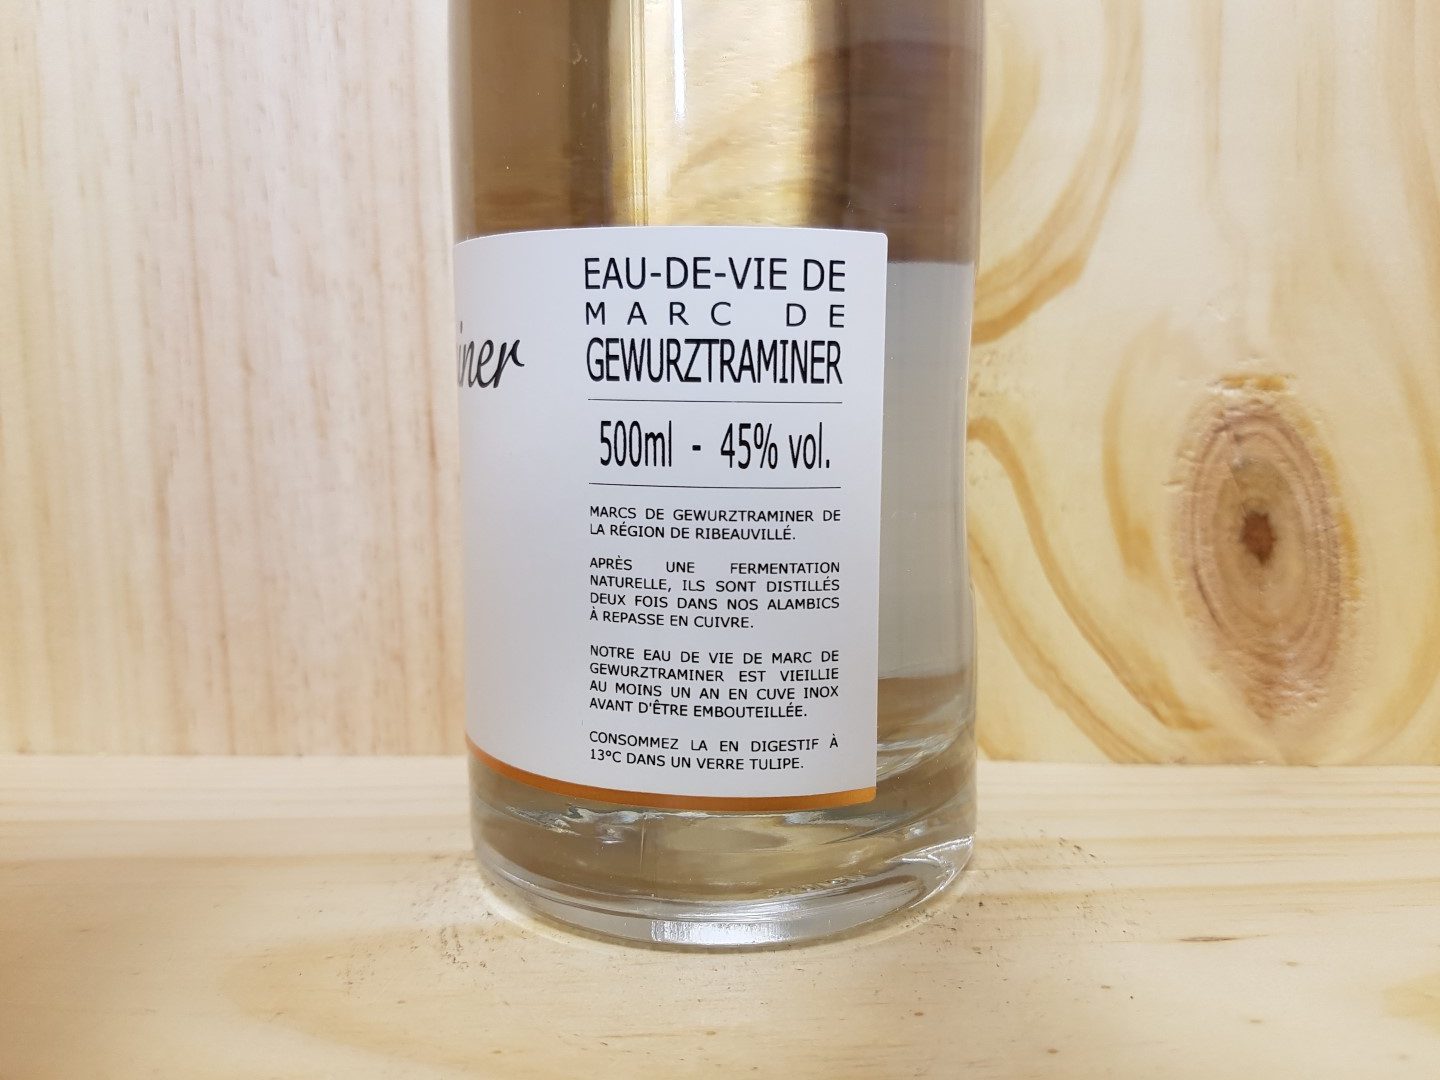 EAU-DE-VIE DE
MARC DE
GEWURZTRAMINER
500ml - 45% vol.
MARCS DE GEWURZTRAMINER DE
LA RÉGION DE RIBEAUVILLÉ.
APRÈS UNE FERMENTATION
NATURELLE, ILS SONT DISTILLÉS
DEUX FOIS DANS NOS ALAMBICS
À REPASSE EN CUIVRE.
NOTRE EAU DE VIE DE MARC DE
GEWURZTRAMINER EST VIEILLIE
AU MOINS UN AN EN CUVE INOX
AVANT D'ÊTRE EMBOUTEILLÉE.
CONSOMMEZ LA EN DIGESTIF À
13°C DANS UN VERRE TULIPE.